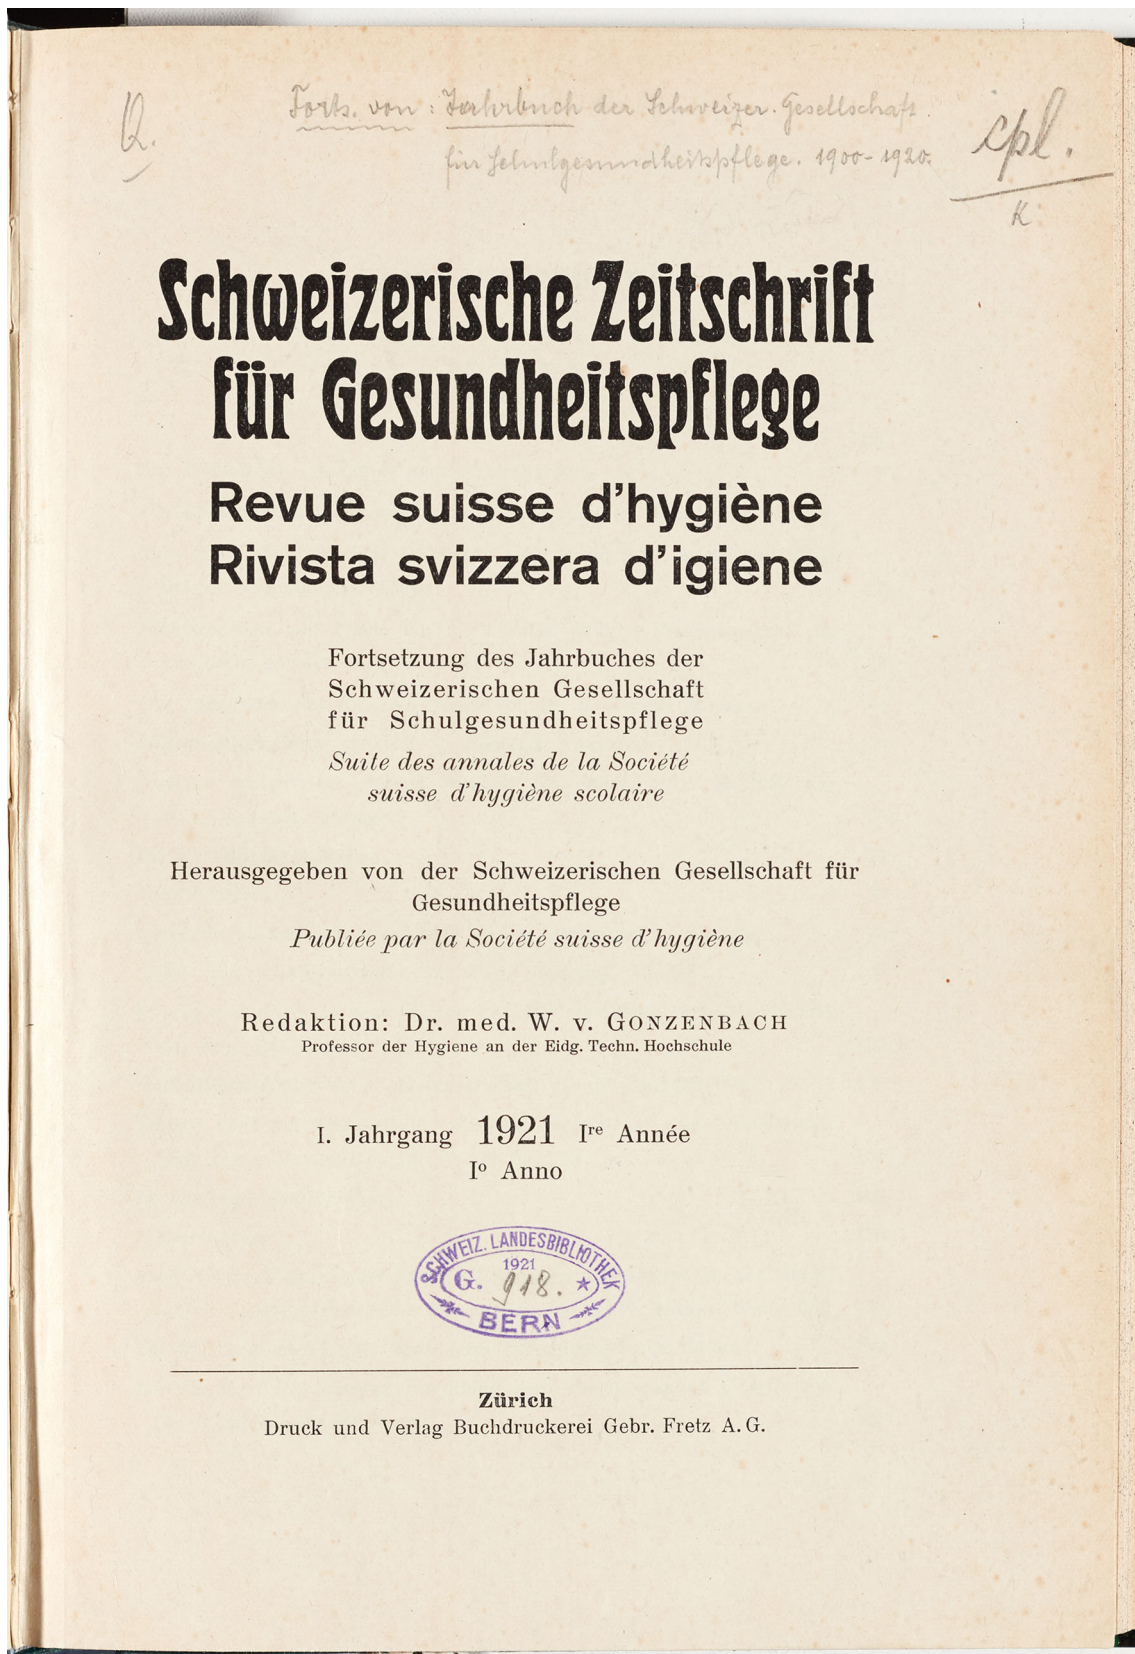 Q.
Forts. von: Jahrbuch der Schweizer. Gesellschaft
für Schulgesundheitspflege. 1900-1920.
cpl.
K
Schweizerische Zeitschrift
für Gesundheitspflege
Revue suisse d'hygiène
Rivista svizzera d'igiene
Fortsetzung des Jahrbuches der
Schweizerischen Gesellschaft
für Schulgesundheitspflege
Suite des annales de la Société
suisse d'hygiène scolaire
Herausgegeben von der Schweizerischen Gesellschaft für
Gesundheitspflege
Publiée par la Société suisse d'hygiène
Redaktion: Dr. med. W. v. GONZENBACH
Professor der Hygiene an der Eidg. Techn. Hochschule
I. Jahrgang 1921 Ire Année
Io Anno
SCHWEIZ. LANDESBIBLIOTHEK
1921
G. 918. *
BERN
Zürich
Druck und Verlag Buchdruckerei Gebr. Fretz A. G.